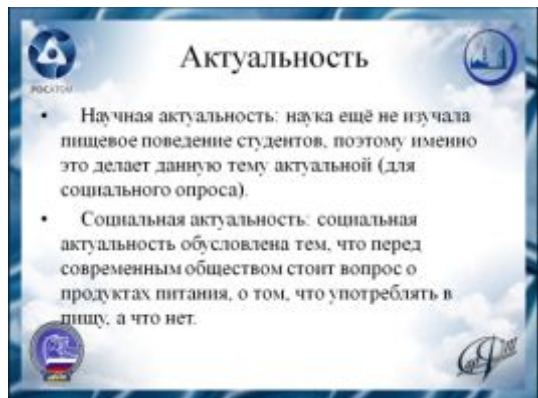 Актуальность
РОСАТОМ
• Научная актуальность: наука ещё не изучала
пищевое поведение студентов, поэтому именно
это делает данную тему актуальной (для
социального опроса).
• Социальная актуальность: социальная
актуальность обусловлена тем, что перед
современным обществом стоит вопрос о
продуктах питания, о том, что употреблять в
пищу, а что нет.